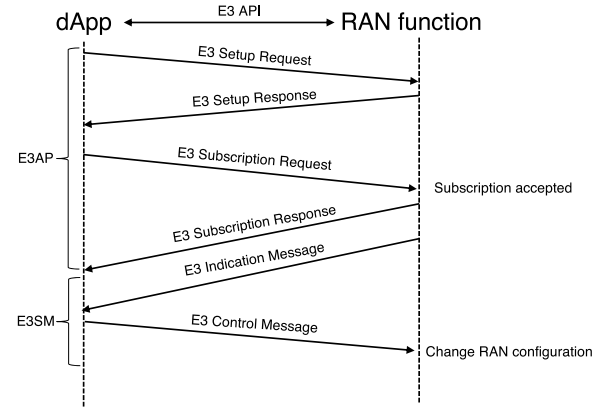 E3 API
dApp
RAN function
E3 Setup Request
E3 Setup Response
E3AP
E3 Subscription Request
Subscription accepted
E3 Subscription Response
E3 Indication Message
E3SM
E3 Control Message
Change RAN configuration